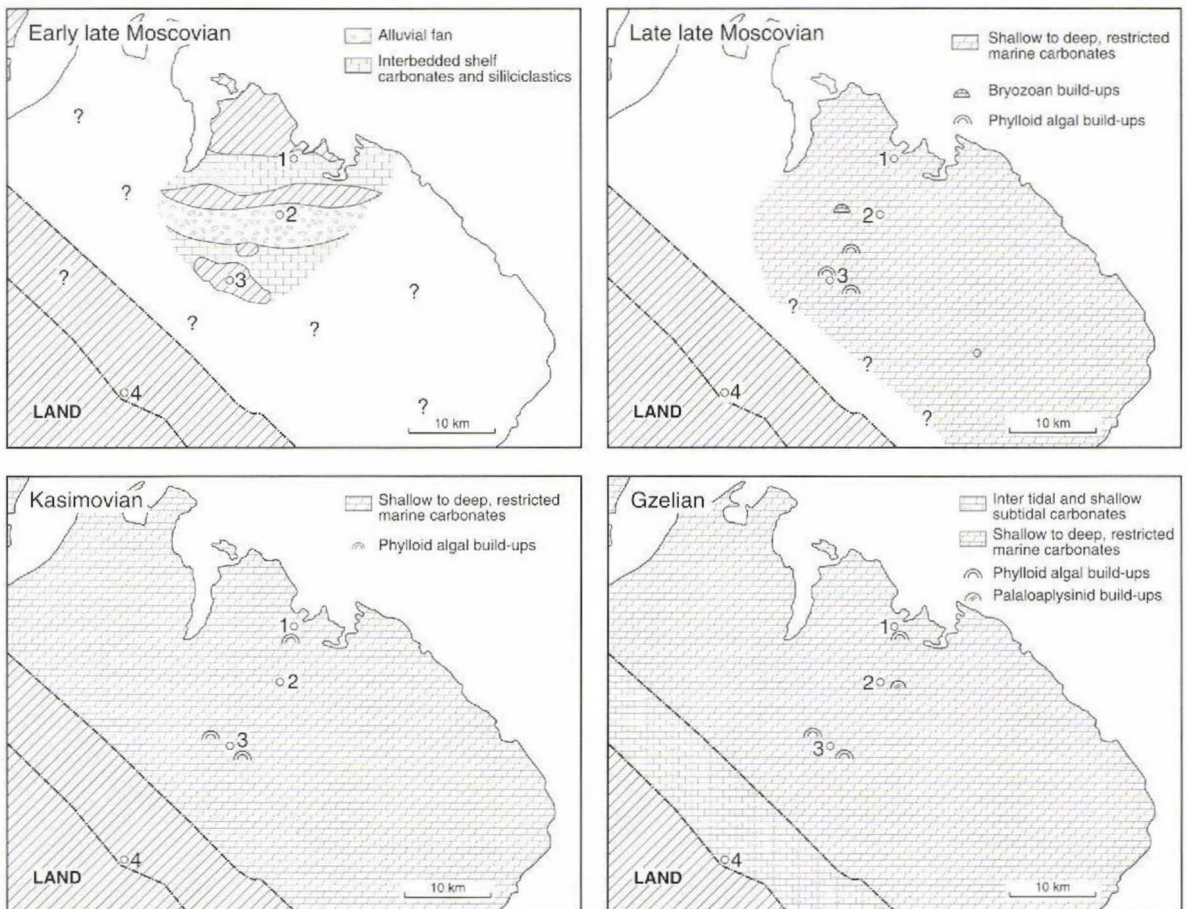 Early late Moscovian
Alluvial fan
Interbedded shelf
carbonates and sililciclastics
?
1
?
2
?
3
?
?
?
4
?
LAND
10 km
Late late Moscovian
Shallow to deep, restricted
marine carbonates
Bryozoan build-ups
Phylloid algal build-ups
1
2
3
?
?
4
?
LAND
10 km
Kasimovian
Shallow to deep, restricted
marine carbonates
Phylloid algal build-ups
1
2
3
4
LAND
10 km
Gzelian
Inter tidal and shallow
subtidal carbonates
Shallow to deep, restricted
marine carbonates
Phylloid algal build-ups
Palaloaplysinid build-ups
1
2
3
4
LAND
10 km